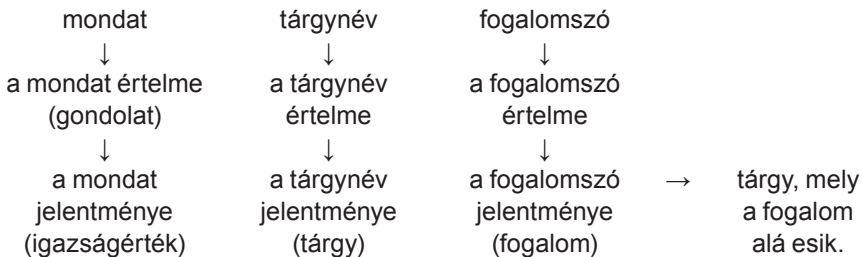 mondat tárgynév fogalomszó
↓ ↓ ↓
a mondat értelme a tárgynév a fogalomszó
(gondolat) értelme értelme
↓ ↓ ↓
a mondat a tárgynév a fogalomszó → tárgy, mely
jelentménye jelentménye jelentménye a fogalom
(igazságérték) (tárgy) (fogalom) alá esik.